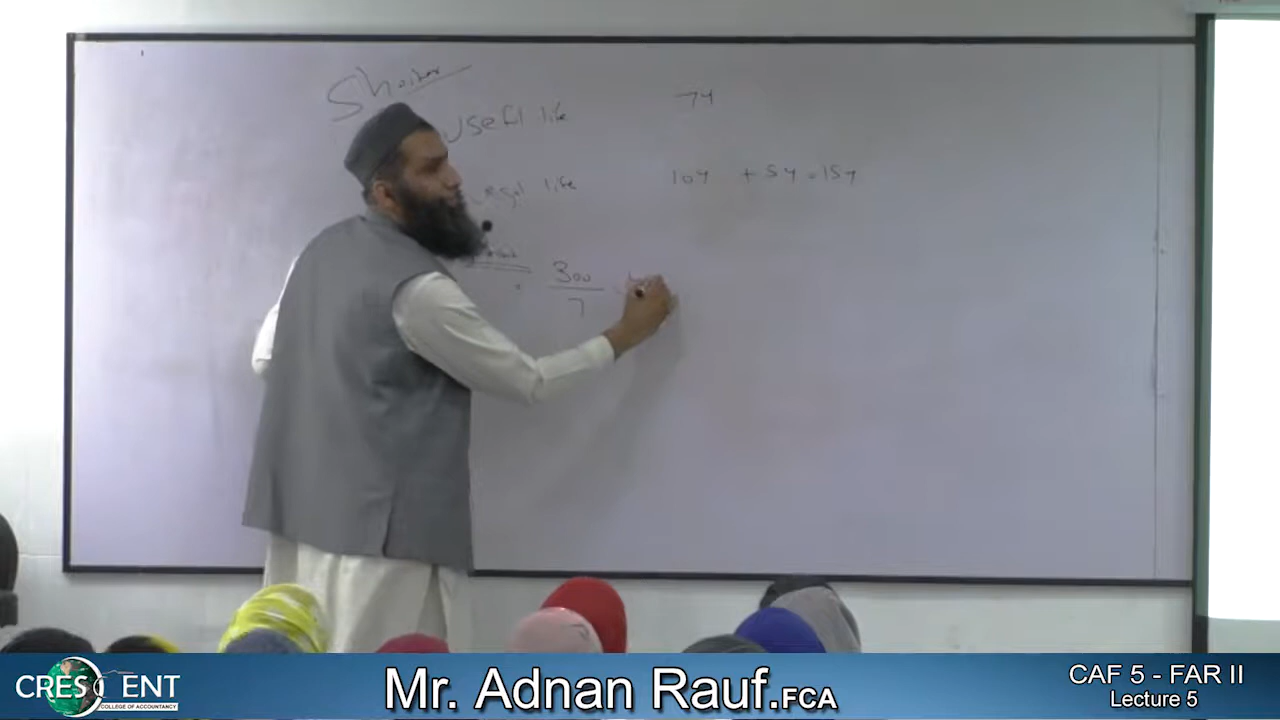 Useful life 7y
Legal life 10y + 5y = 15y
= 300
7
CRESCENT
COLLEGE OF ACCOUNTANCY
Mr. Adnan Rauf.FCA
CAF 5 - FAR II
Lecture 5